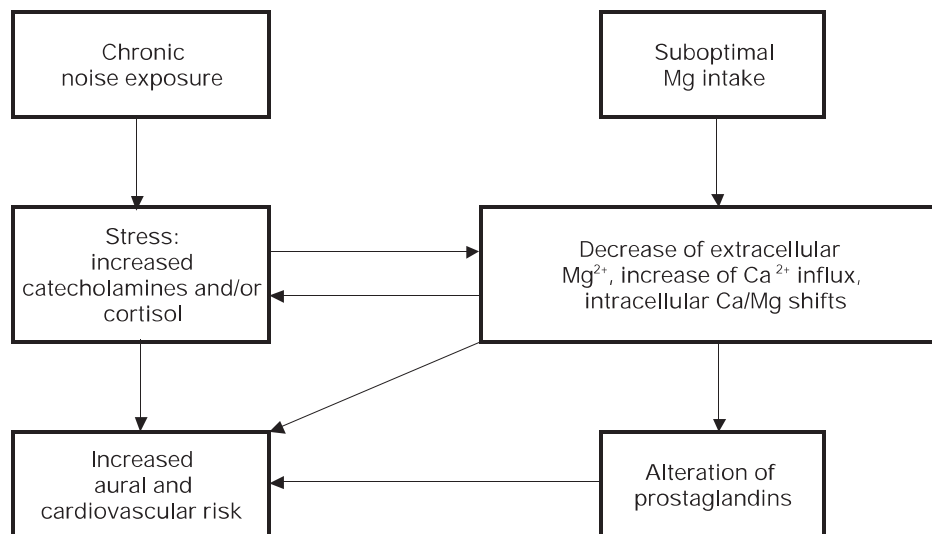 Chronic
noise exposure
Suboptimal
Mg intake
Stress:
increased
catecholamines and/or
cortisol
Decrease of extracellular
Mg²⁺, increase of Ca²⁺ influx,
intracellular Ca/Mg shifts
Increased
aural and
cardiovascular risk
Alteration of
prostaglandins